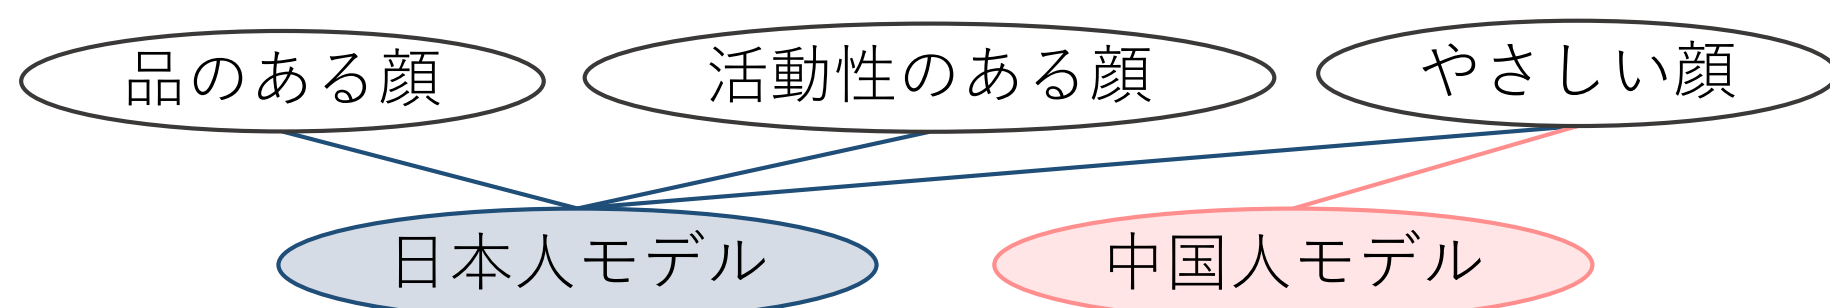 品のある顔
活動性のある顔
やさしい顔
日本人モデル
中国人モデル